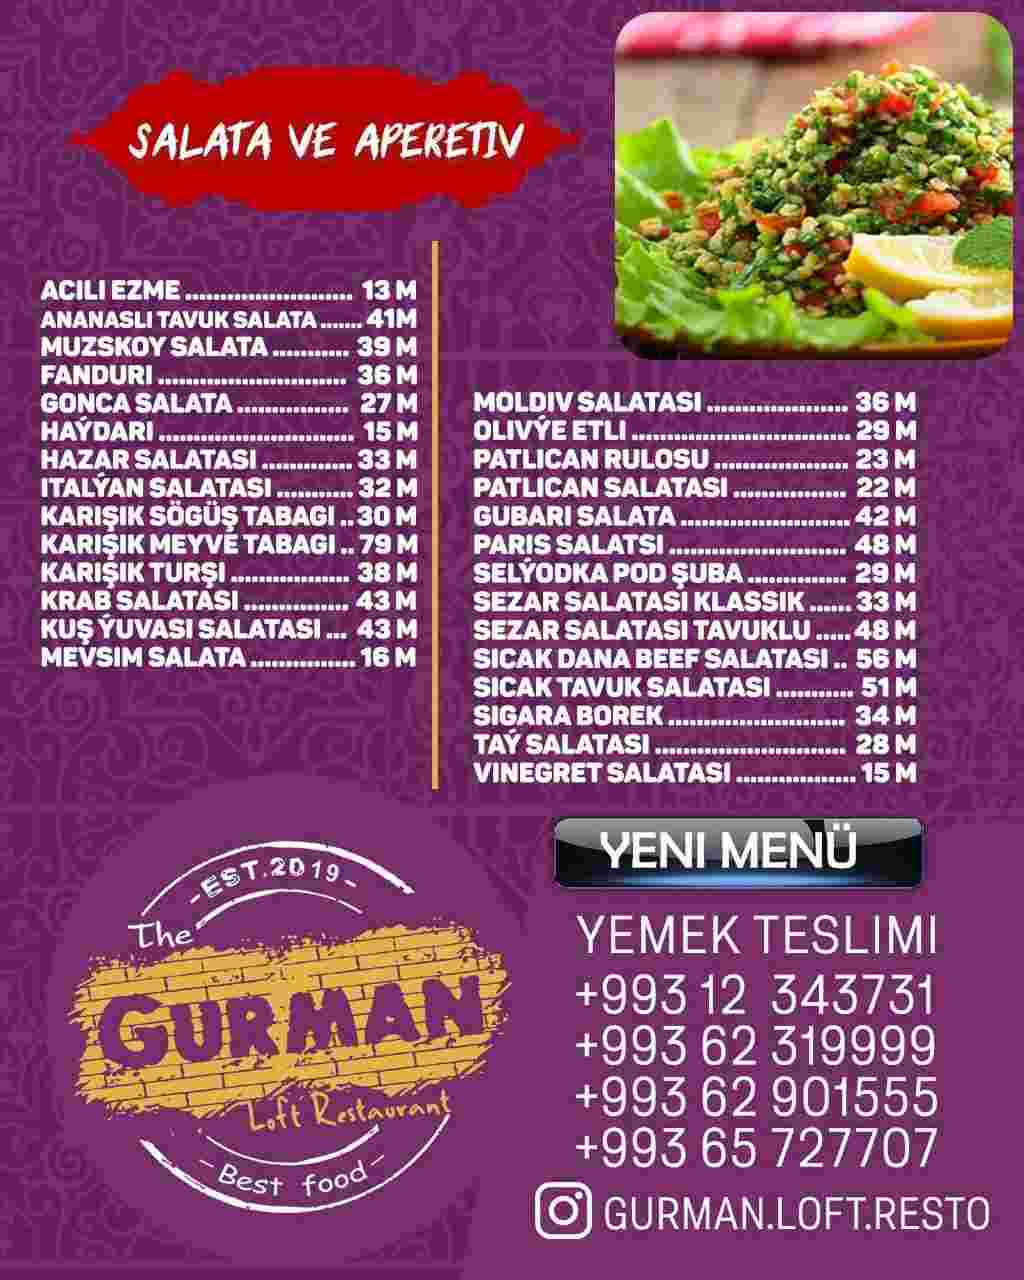 SALATA VE APERETIV
ACILI EZME ........................ 13 M
ANANASLI TAVUK SALATA ....... 41M
MUZSKOY SALATA ........... 39 M
FANDURI ........................... 36 M
GONCA SALATA ................ 27 M
HAÝDARI ............................ 15 M
HAZAR SALATASI ............. 33 M
ITALÝAN SALATASI ........... 32 M
KARIŞIK SÖGÜŞ TABAGI .. 30 M
KARIŞIK MEYVE TABAGI .. 79 M
KARIŞIK TURŞI ................. 38 M
KRAB SALATASI ............... 43 M
KUŞ ÝUVASI SALATASI ... 43 M
MEVSIM SALATA ............... 16 M
MOLDIV SALATASI .................... 36 M
OLIVÝE ETLI ............................... 29 M
PATLICAN RULOSU ................... 23 M
PATLICAN SALATASI ................ 22 M
GUBARI SALATA ........................ 42 M
PARIS SALATSI ......................... 48 M
SELÝODKA POD ŞUBA .............. 29 M
SEZAR SALATASI KLASSIK ...... 33 M
SEZAR SALATASI TAVUKLU ..... 48 M
SICAK DANA BEEF SALATASI .. 56 M
SICAK TAVUK SALATASI ........... 51 M
SIGARA BOREK ......................... 34 M
TAÝ SALATASI ........................... 28 M
VINEGRET SALATASI ................. 15 M
YENI MENÜ
YEMEK TESLIMI
+993 12 343731
+993 62 319999
+993 62 901555
+993 65 727707
GURMAN.LOFT.RESTO
-EST.2019-
The
GURMAN
Loft Restaurant
- Best food -